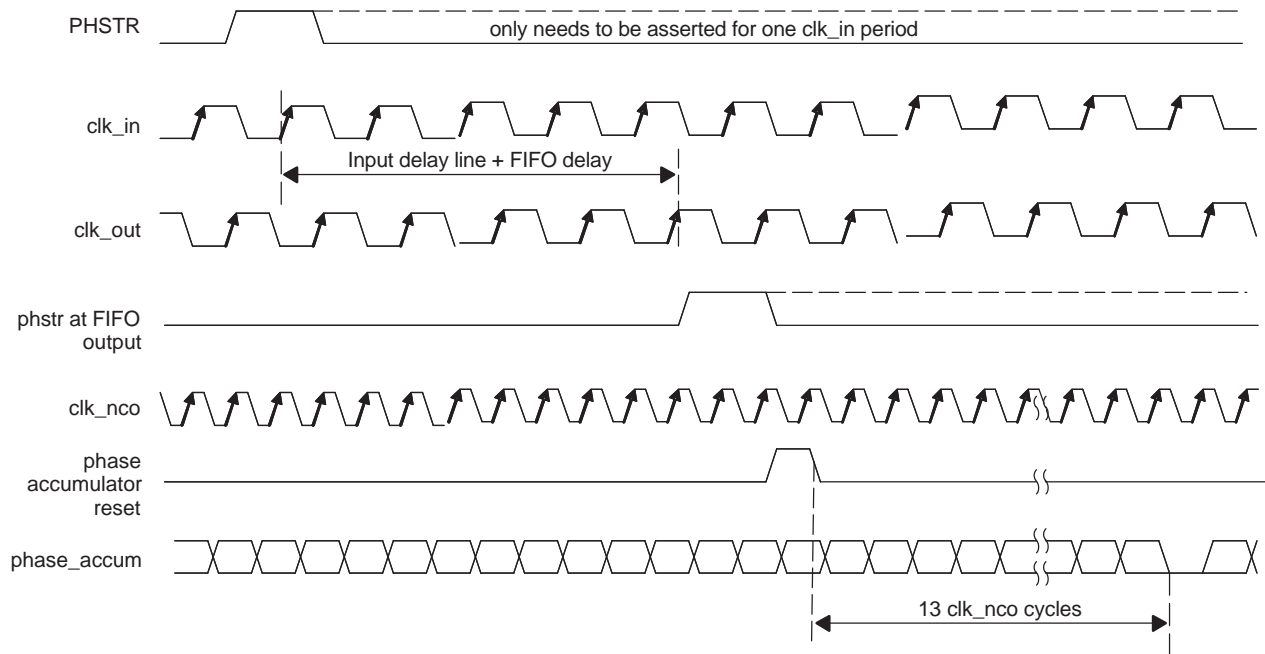 PHSTR
only needs to be asserted for one clk_in period
clk_in
Input delay line + FIFO delay
clk_out
phstr at FIFO
output
clk_nco
phase
accumulator
reset
phase_accum
13 clk_nco cycles